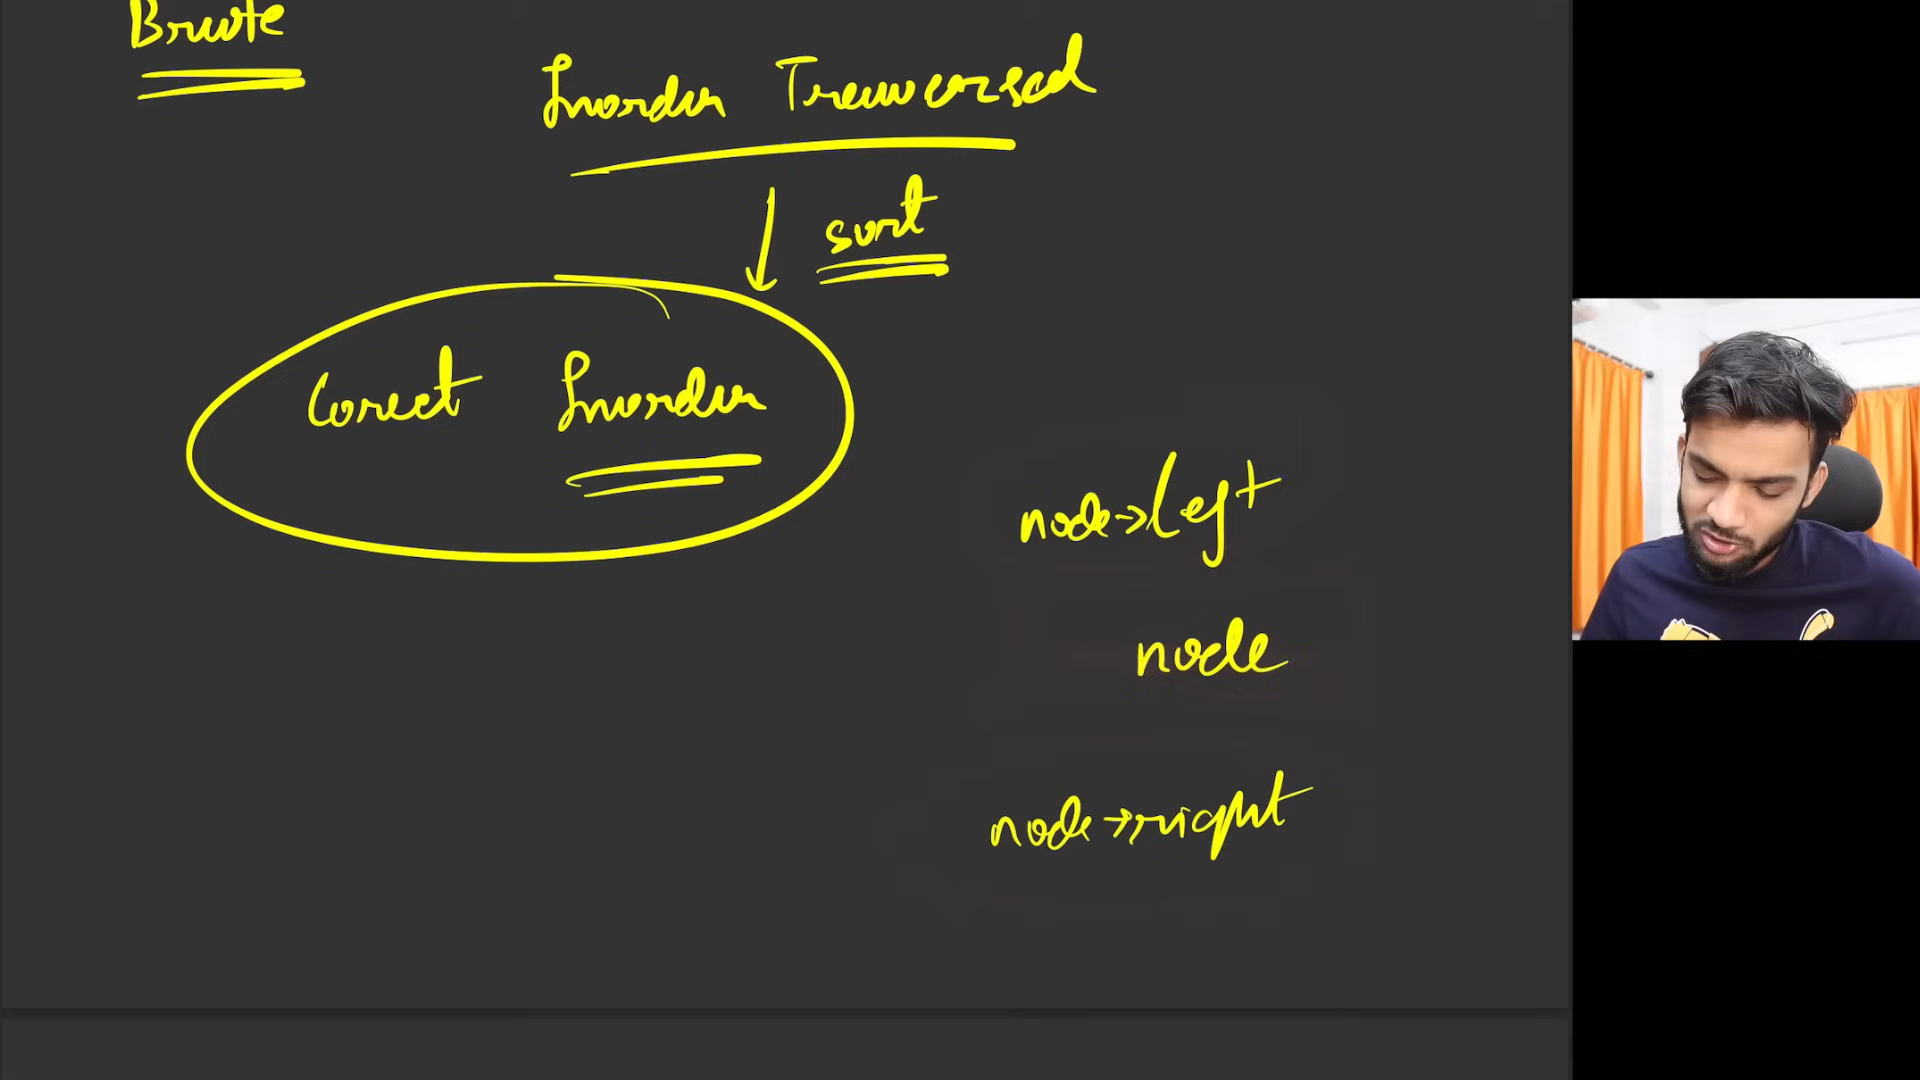 Brute
Inorder Traversal
sort
Correct Inorder
node→left
node
node→right